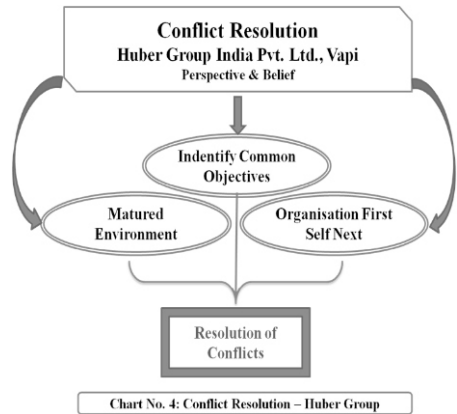 Conflict Resolution
Huber Group India Pvt. Ltd., Vapi
Perspective & Belief
Indentify Common
Objectives
Matured
Environment
Organisation First
Self Next
Resolution of
Conflicts
Chart No. 4: Conflict Resolution – Huber Group